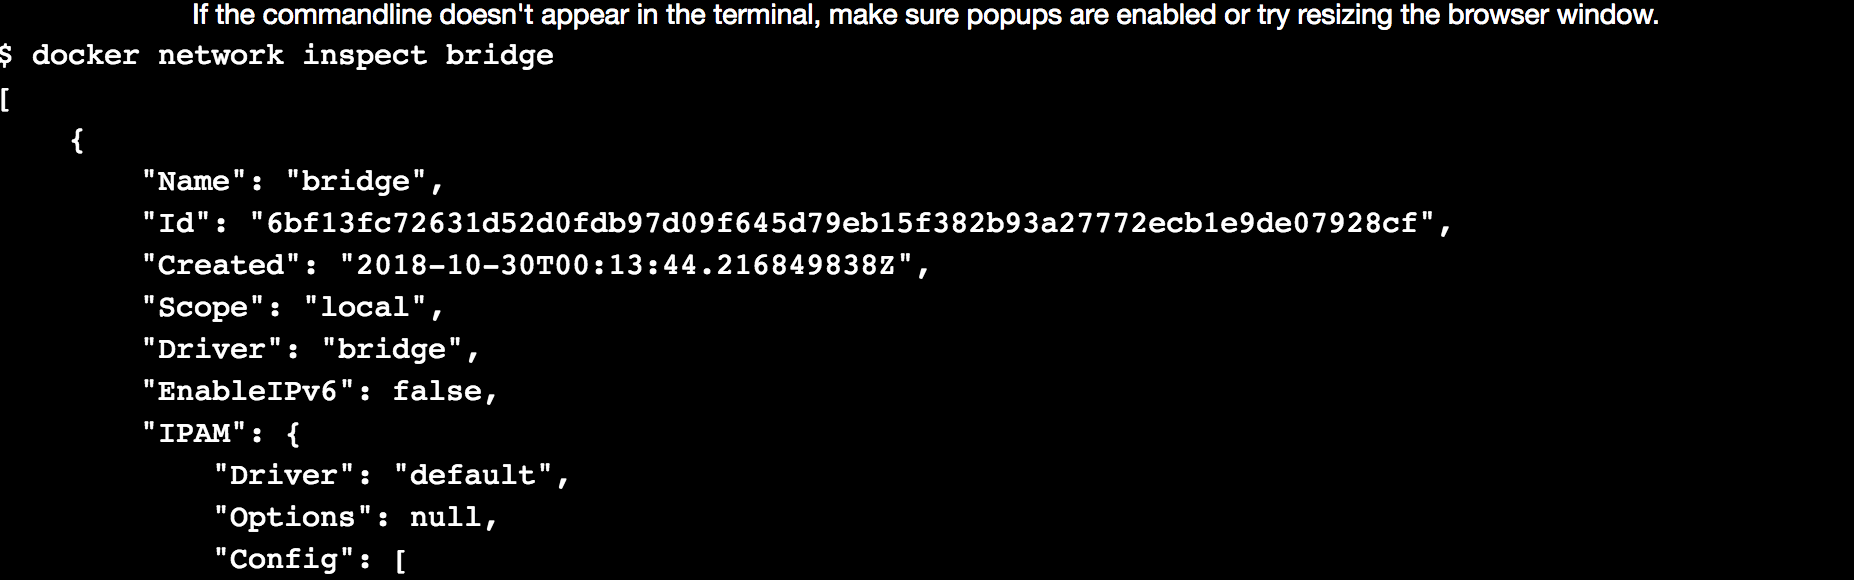 If the commandline doesn't appear in the terminal, make sure popups are enabled or try resizing the browser window.
$ docker network inspect bridge
[
    {
        "Name": "bridge",
        "Id": "6bf13fc72631d52d0fdb97d09f645d79eb15f382b93a27772ecb1e9de07928cf",
        "Created": "2018-10-30T00:13:44.216849838Z",
        "Scope": "local",
        "Driver": "bridge",
        "EnableIPv6": false,
        "IPAM": {
            "Driver": "default",
            "Options": null,
            "Config": [